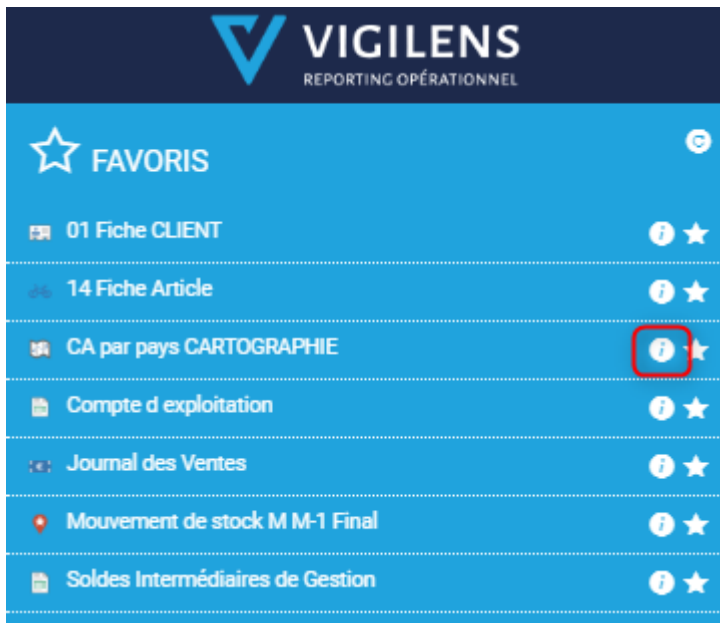 VIGILENS
REPORTING OPÉRATIONNEL
FAVORIS
01 Fiche CLIENT
14 Fiche Article
CA par pays CARTOGRAPHIE
Compte d exploitation
Journal des Ventes
Mouvement de stock M M-1 Final
Soldes Intermédiaires de Gestion